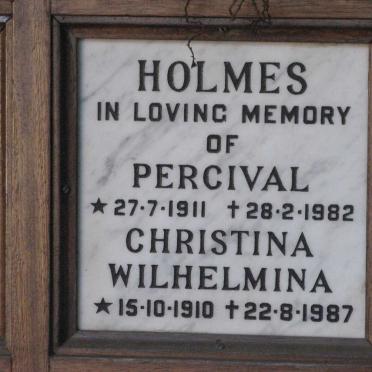 HOLMES
IN LOVING MEMORY
OF
PERCIVAL
★ 27·7·1911 ✝ 28·2·1982
CHRISTINA
WILHELMINA
★ 15·10·1910 ✝ 22·8·1987